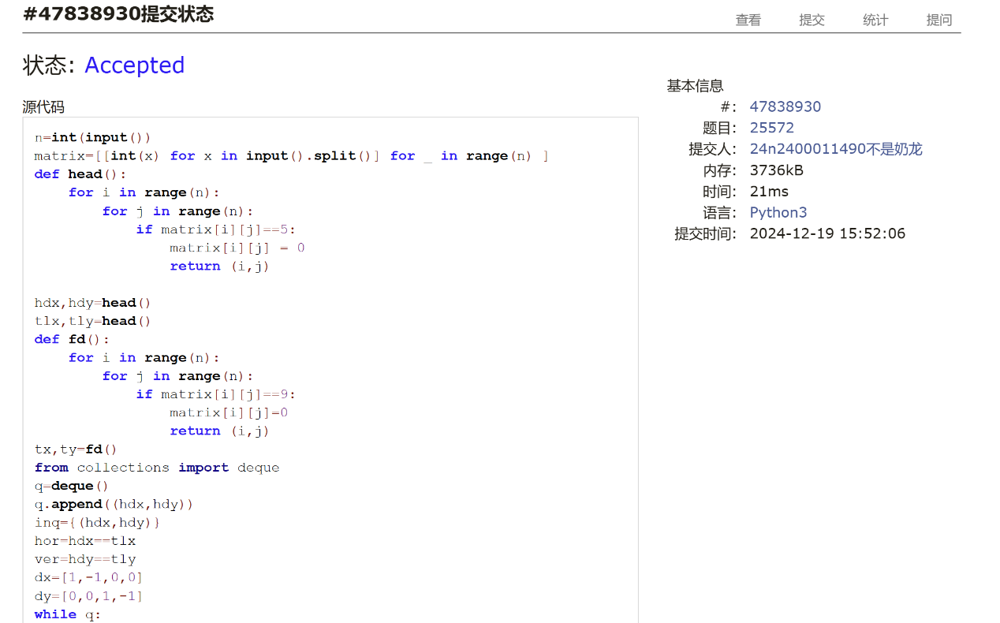 #47838930提交状态
查看 提交 统计 提问
状态: Accepted
源代码
n=int(input())
matrix=[[int(x) for x in input().split()] for _ in range(n) ]
def head():
    for i in range(n):
        for j in range(n):
            if matrix[i][j]==5:
                matrix[i][j] = 0
                return (i,j)

hdx,hdy=head()
tlx,tly=head()
def fd():
    for i in range(n):
        for j in range(n):
            if matrix[i][j]==9:
                matrix[i][j]=0
                return (i,j)
tx,ty=fd()
from collections import deque
q=deque()
q.append((hdx,hdy))
inq={(hdx,hdy)}
hor=hdx==tlx
ver=hdy==tly
dx=[1,-1,0,0]
dy=[0,0,1,-1]
while q:
基本信息
#: 47838930
题目: 25572
提交人: 24n2400011490不是奶龙
内存: 3736kB
时间: 21ms
语言: Python3
提交时间: 2024-12-19 15:52:06